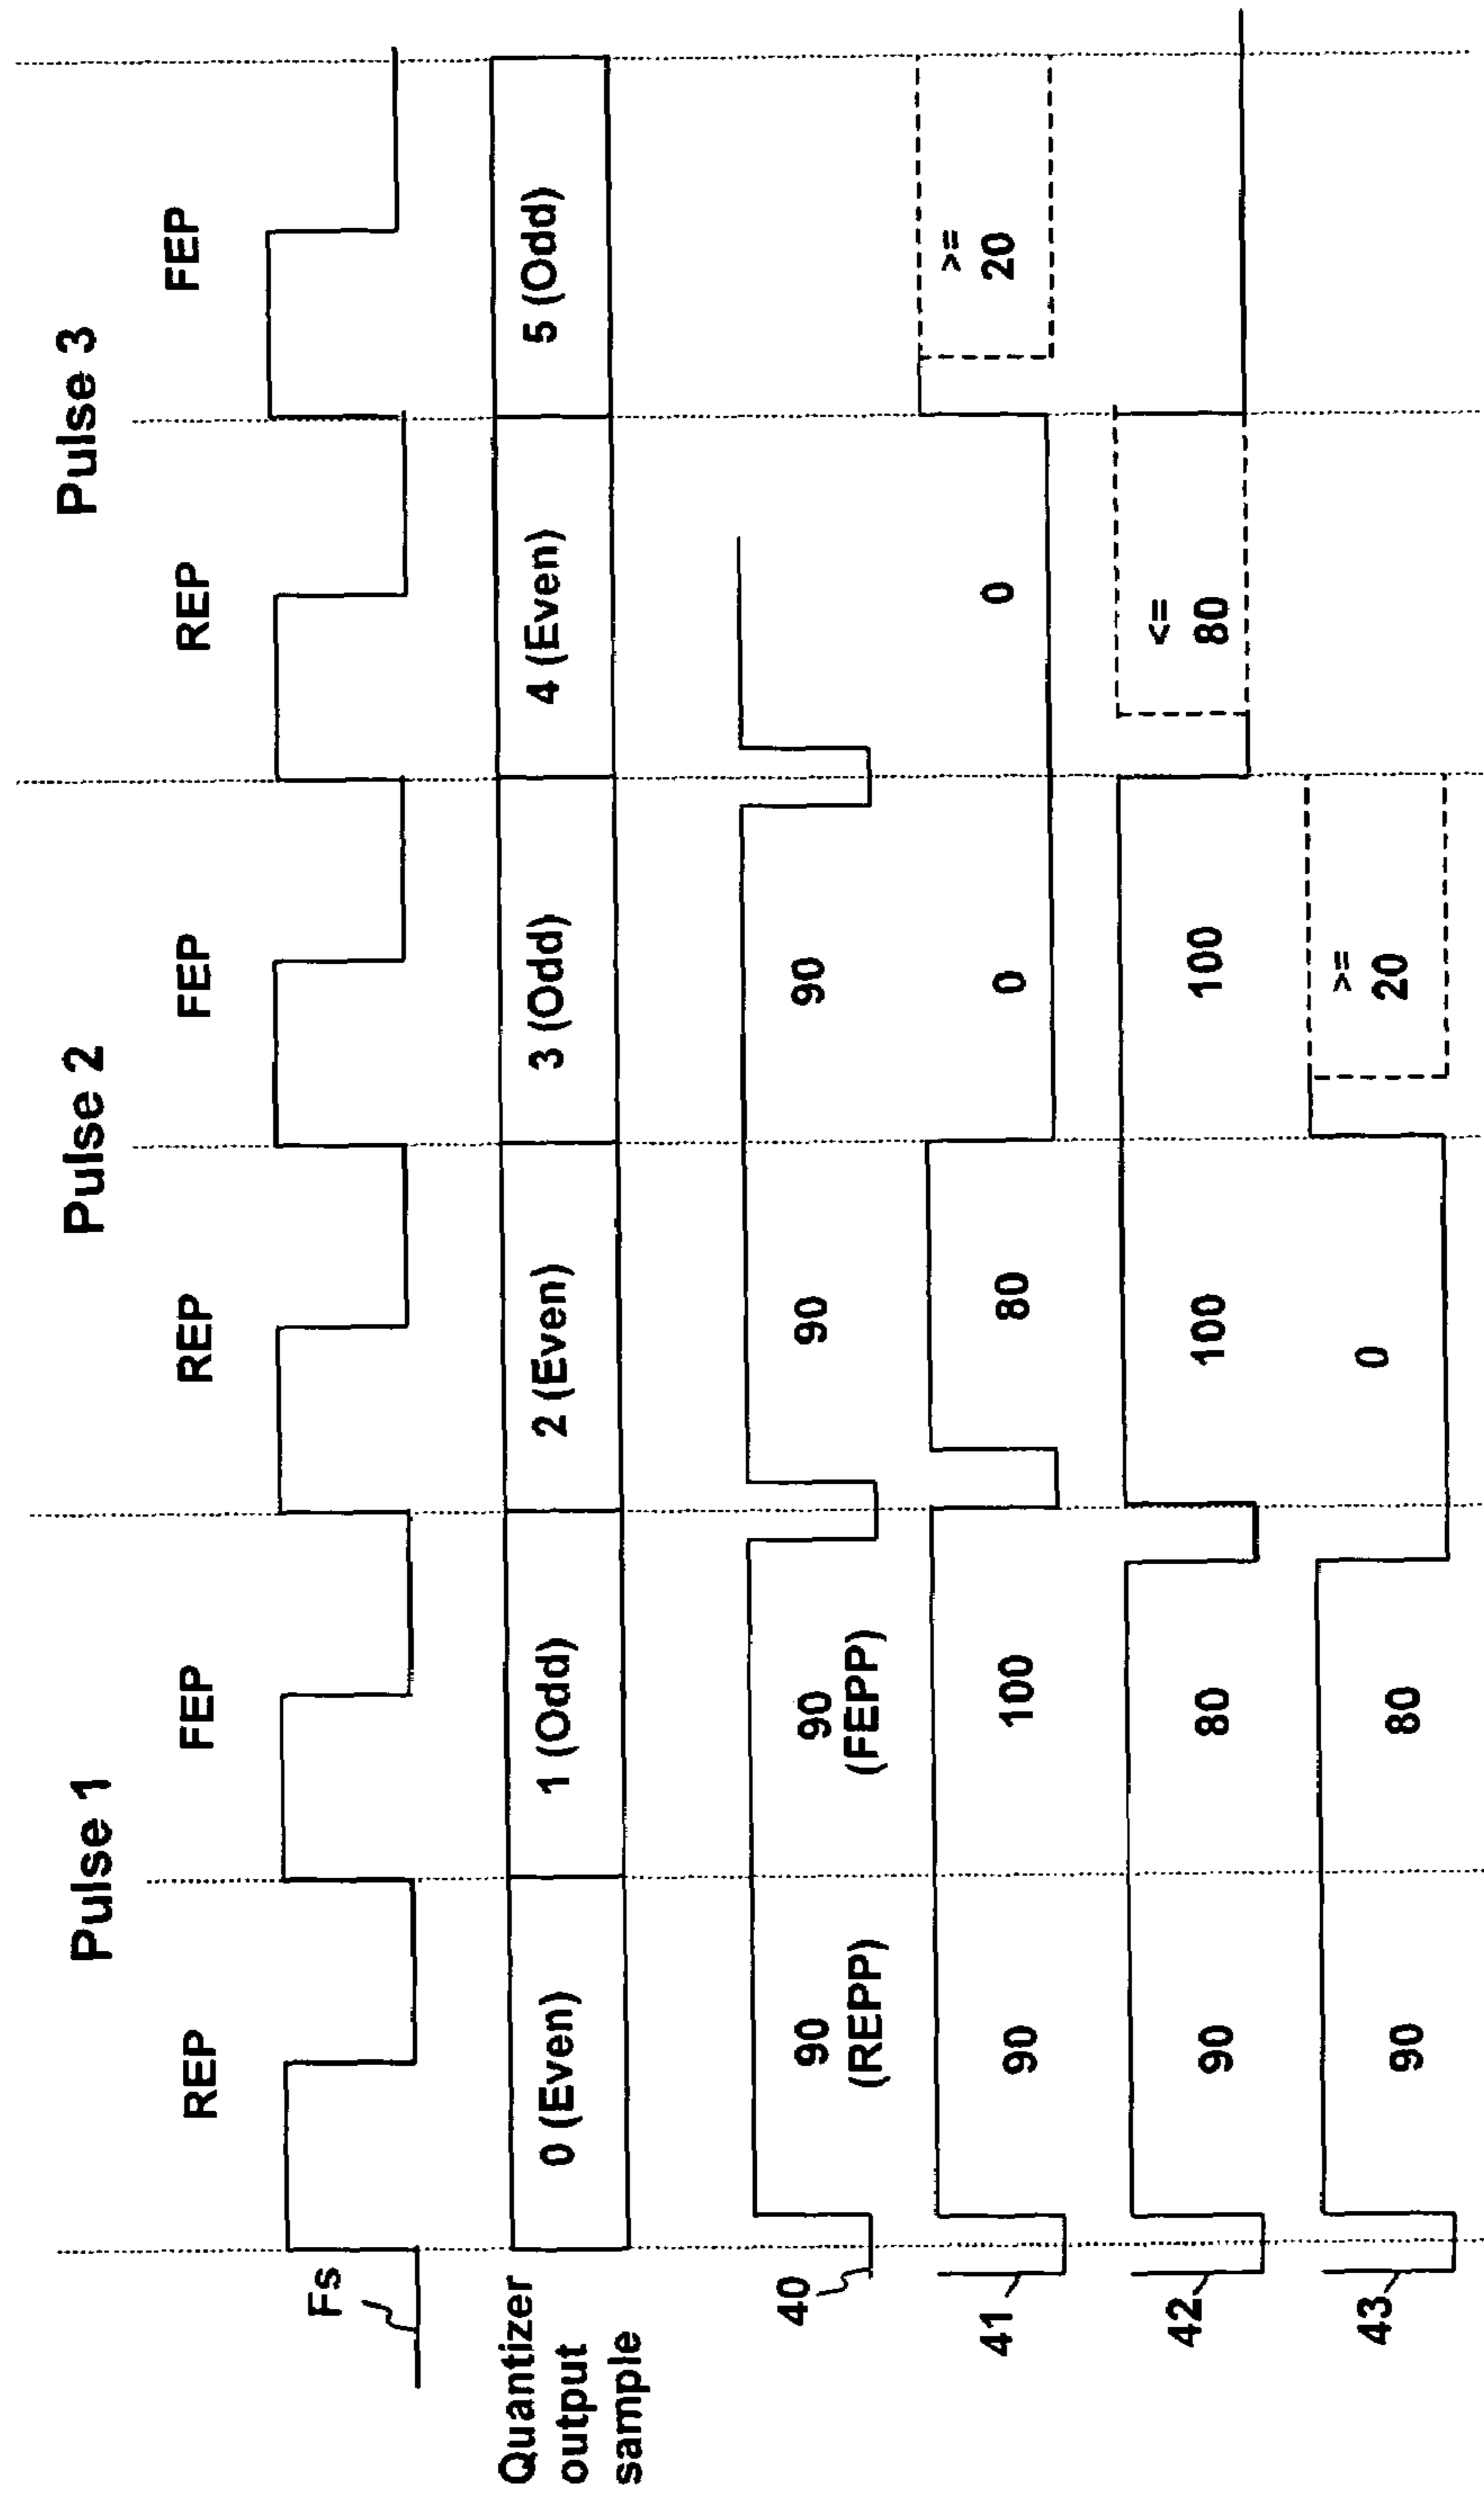 Pulse 1 Pulse 2 Pulse 3
REP FEP REP FEP REP FEP
Fs
Quantizer
output
sample
0 (Even) 1 (Odd) 2 (Even) 3 (Odd) 4 (Even) 5 (Odd)
40
90 90 90 90
(REPP) (FEPP)
41
90 100 80 0 0 >=
20
42
90 80 100 100 <=
80
43
90 80 0 >=
20